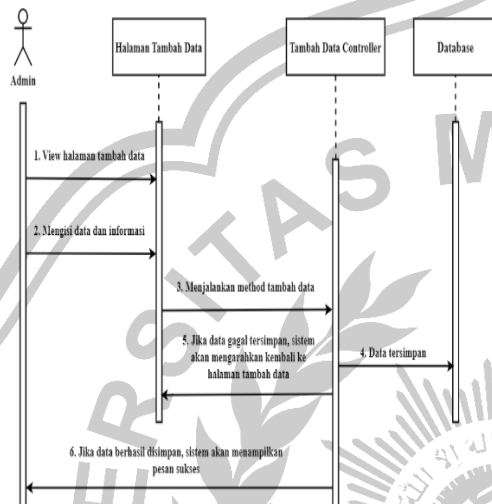 Halaman Tambah Data
Tambah Data Controller
Database
Admin
1. View halaman tambah data
2. Mengisi data dan informasi
3. Menjalankan method tambah data
5. Jika data gagal tersimpan, sistem
akan mengarahkan kembali ke
halaman tambah data
4. Data tersimpan
6. Jika data berhasil disimpan, sistem akan menampilkan
pesan sukses
ERSITAS M